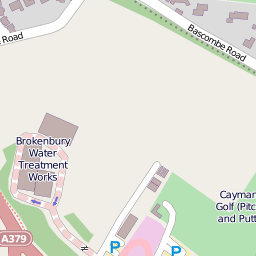 Road
Bascombe Road
Brokenbury
Water
Treatment
Works
Cayman
Golf (Pitc
and Putt
A379
P
P